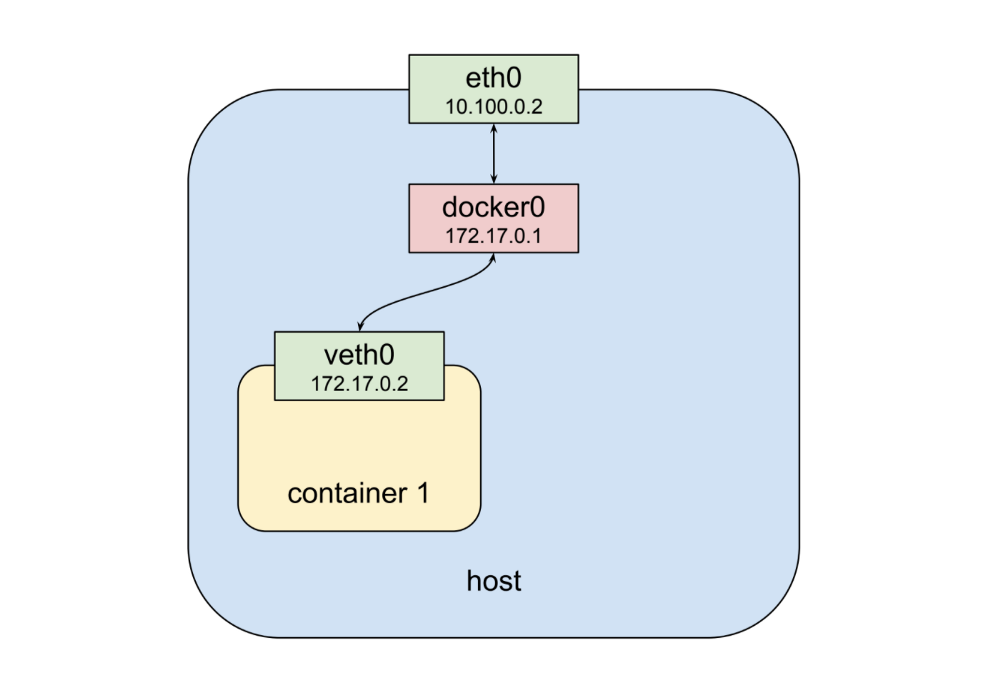 eth0
10.100.0.2
docker0
172.17.0.1
veth0
172.17.0.2
container 1
host